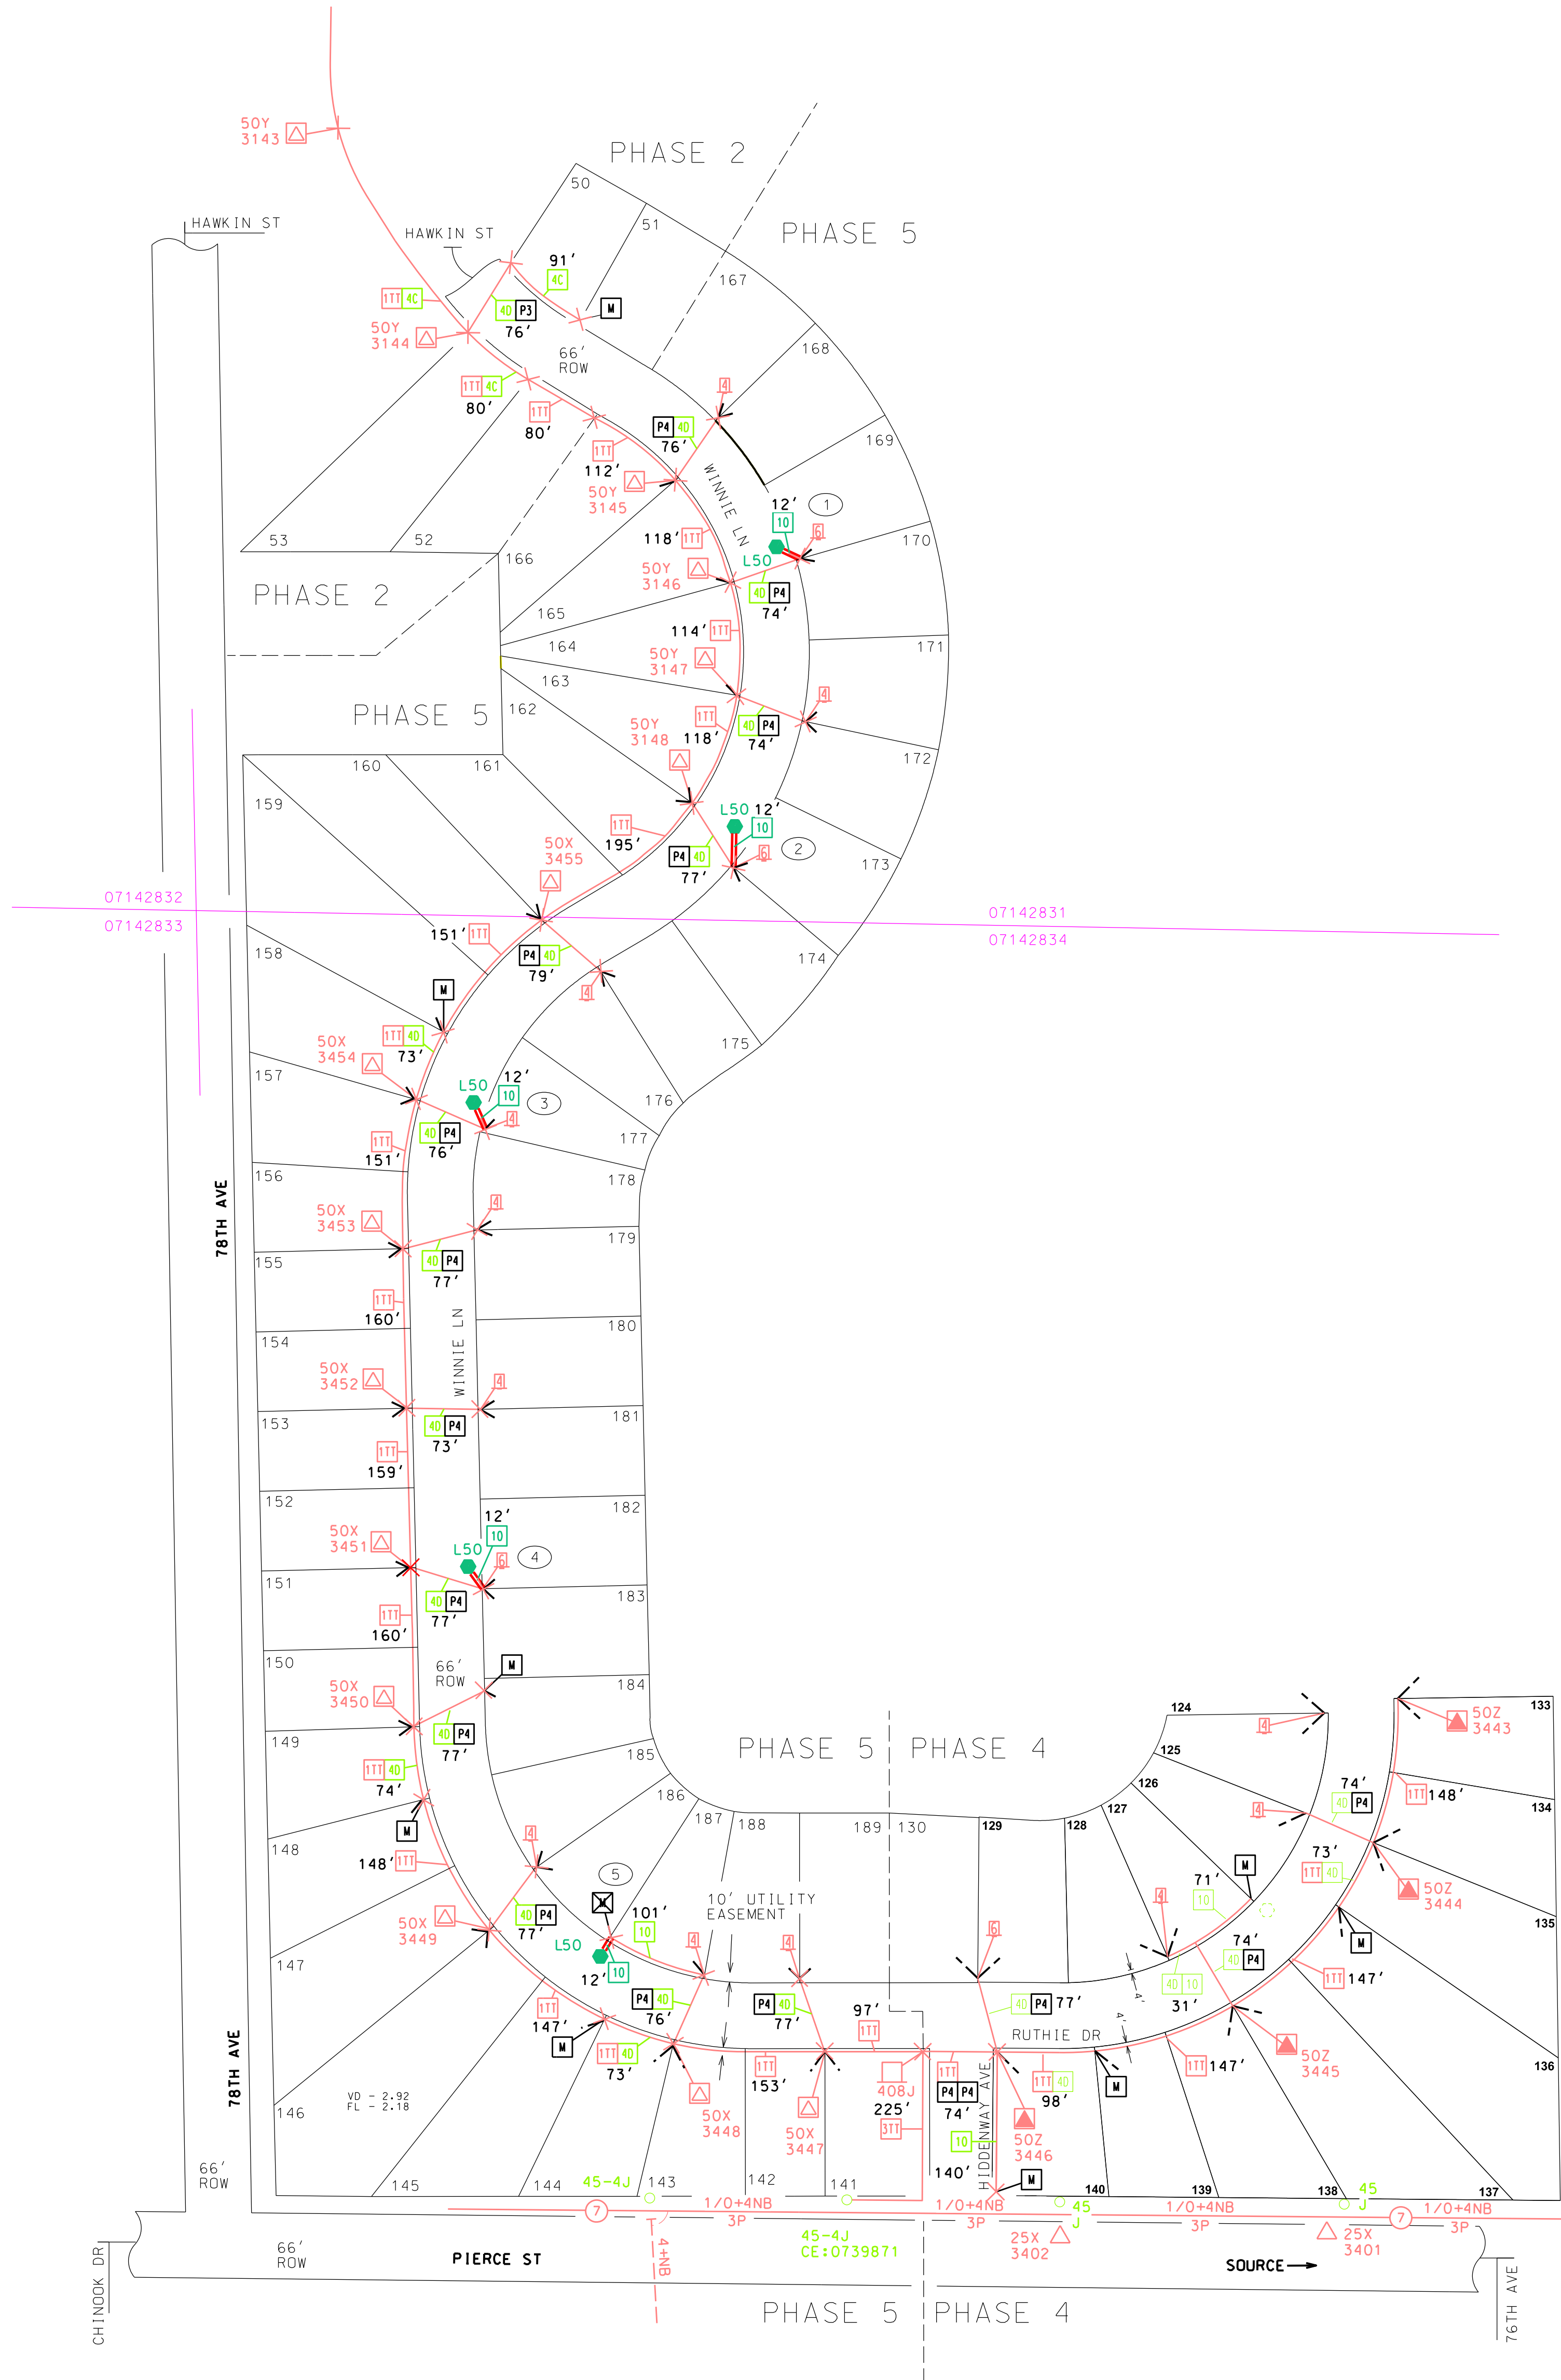 PHASE 2
50Y
3143
HAWKIN ST
HAWKIN ST
PHASE 5
50
51
91'
4C
M
167
1TT 4C
4D P3
76'
50Y
3144
66'
ROW
168
1TT 4C
80'
1TT
80'
4
P4 4D
76'
169
1TT
112'
50Y
3145
WINNIE LN
12'
1
10
6
53
52
166
118' 1TT
L50
170
50Y
3146
4D P4
74'
PHASE 2
165
114' 1TT
164
171
50Y
3147
163
4
PHASE 5
162
1TT
118'
4D P4
74'
50Y
3148
160
161
172
159
L50 12'
10
1TT
195'
50X
3455
2
6
P4 4D
77'
173
07142832
07142833
07142831
07142834
151' 1TT
158
P4 4D
79'
174
M
4
1TT 4D
73'
50X
3454
175
157
L50
12'
10
3
176
4
4D P4
76'
177
1TT
151'
156
178
78TH AVE
50X
3453
4
179
155
4D P4
77'
1TT
160'
180
154
WINNIE LN
50X
3452
4
153
181
4D P4
73'
1TT
159'
152
182
12'
10
50X
3451
L50
6
4
151
4D P4
77'
183
1TT
160'
150
66'
ROW
M
184
50X
3450
149
4D P4
77'
124
133
50Z
3443
4
185
PHASE 5
PHASE 4
125
1TT 4D
74'
126
74'
4D P4
1TT 148'
134
186
127
4
M
187
188
189
130
129
128
148
4
148' 1TT
73'
1TT 4D
5
M
71'
10
M
50Z
3444
10' UTILITY
EASEMENT
4
4D P4
77'
50X
3449
101'
10
135
L50
4
4
6
74'
4D P4
M
147
12'
10
4D 10
31'
4'
1TT 147'
1TT
147'
P4 4D
76'
P4 4D
77'
97'
1TT
4D P4 77'
4'
RUTHIE DR
M
1TT 4D
73'
1TT
153'
1TT
P4 P4
74'
1TT 4D
98'
1TT 147'
50Z
3445
136
M
408J
225'
3TT
146
VD - 2.92
FL - 2.18
50X
3448
50X
3447
HIDDENWAY AVE
50Z
3446
78TH AVE
10
140'
M
66'
ROW
145
144
45-4J
143
142
141
140
139
138
45
J
137
45
J
7
1/0+4NB
3P
1/0+4NB
3P
1/0+4NB
3P
7
1/0+4NB
3P
66'
ROW
PIERCE ST
4+NB
45-4J
CE:0739871
25X
3402
25X
3401
SOURCE
CHINOOK DR
76TH AVE
PHASE 5
PHASE 4